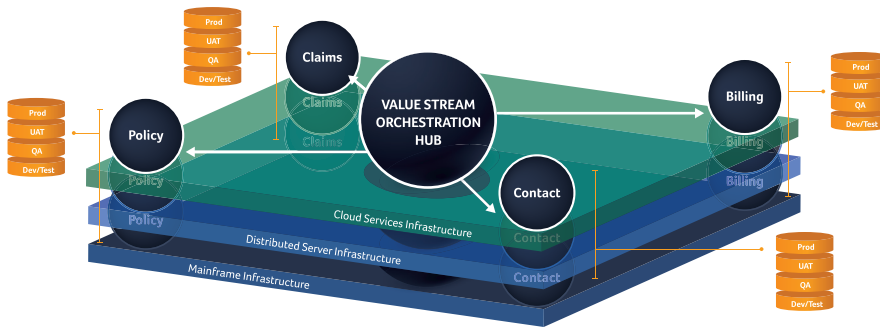 Prod
UAT
QA
Dev/Test
Claims
Claims
Claims
Prod
UAT
QA
Dev/Test
Policy
Policy
Policy
VALUE STREAM
ORCHESTRATION
HUB
Billing
Billing
Billing
Prod
UAT
QA
Dev/Test
Contact
Contact
Contact
Cloud Services Infrastructure
Distributed Server Infrastructure
Mainframe Infrastructure
Prod
UAT
QA
Dev/Test